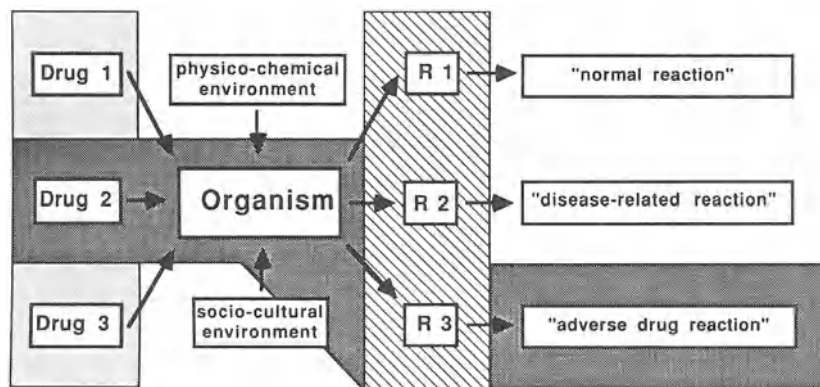 Drug 1
physico-chemical
environment
R 1
"normal reaction"
Drug 2
Organism
R 2
"disease-related reaction"
Drug 3
socio-cultural
environment
R 3
"adverse drug reaction"